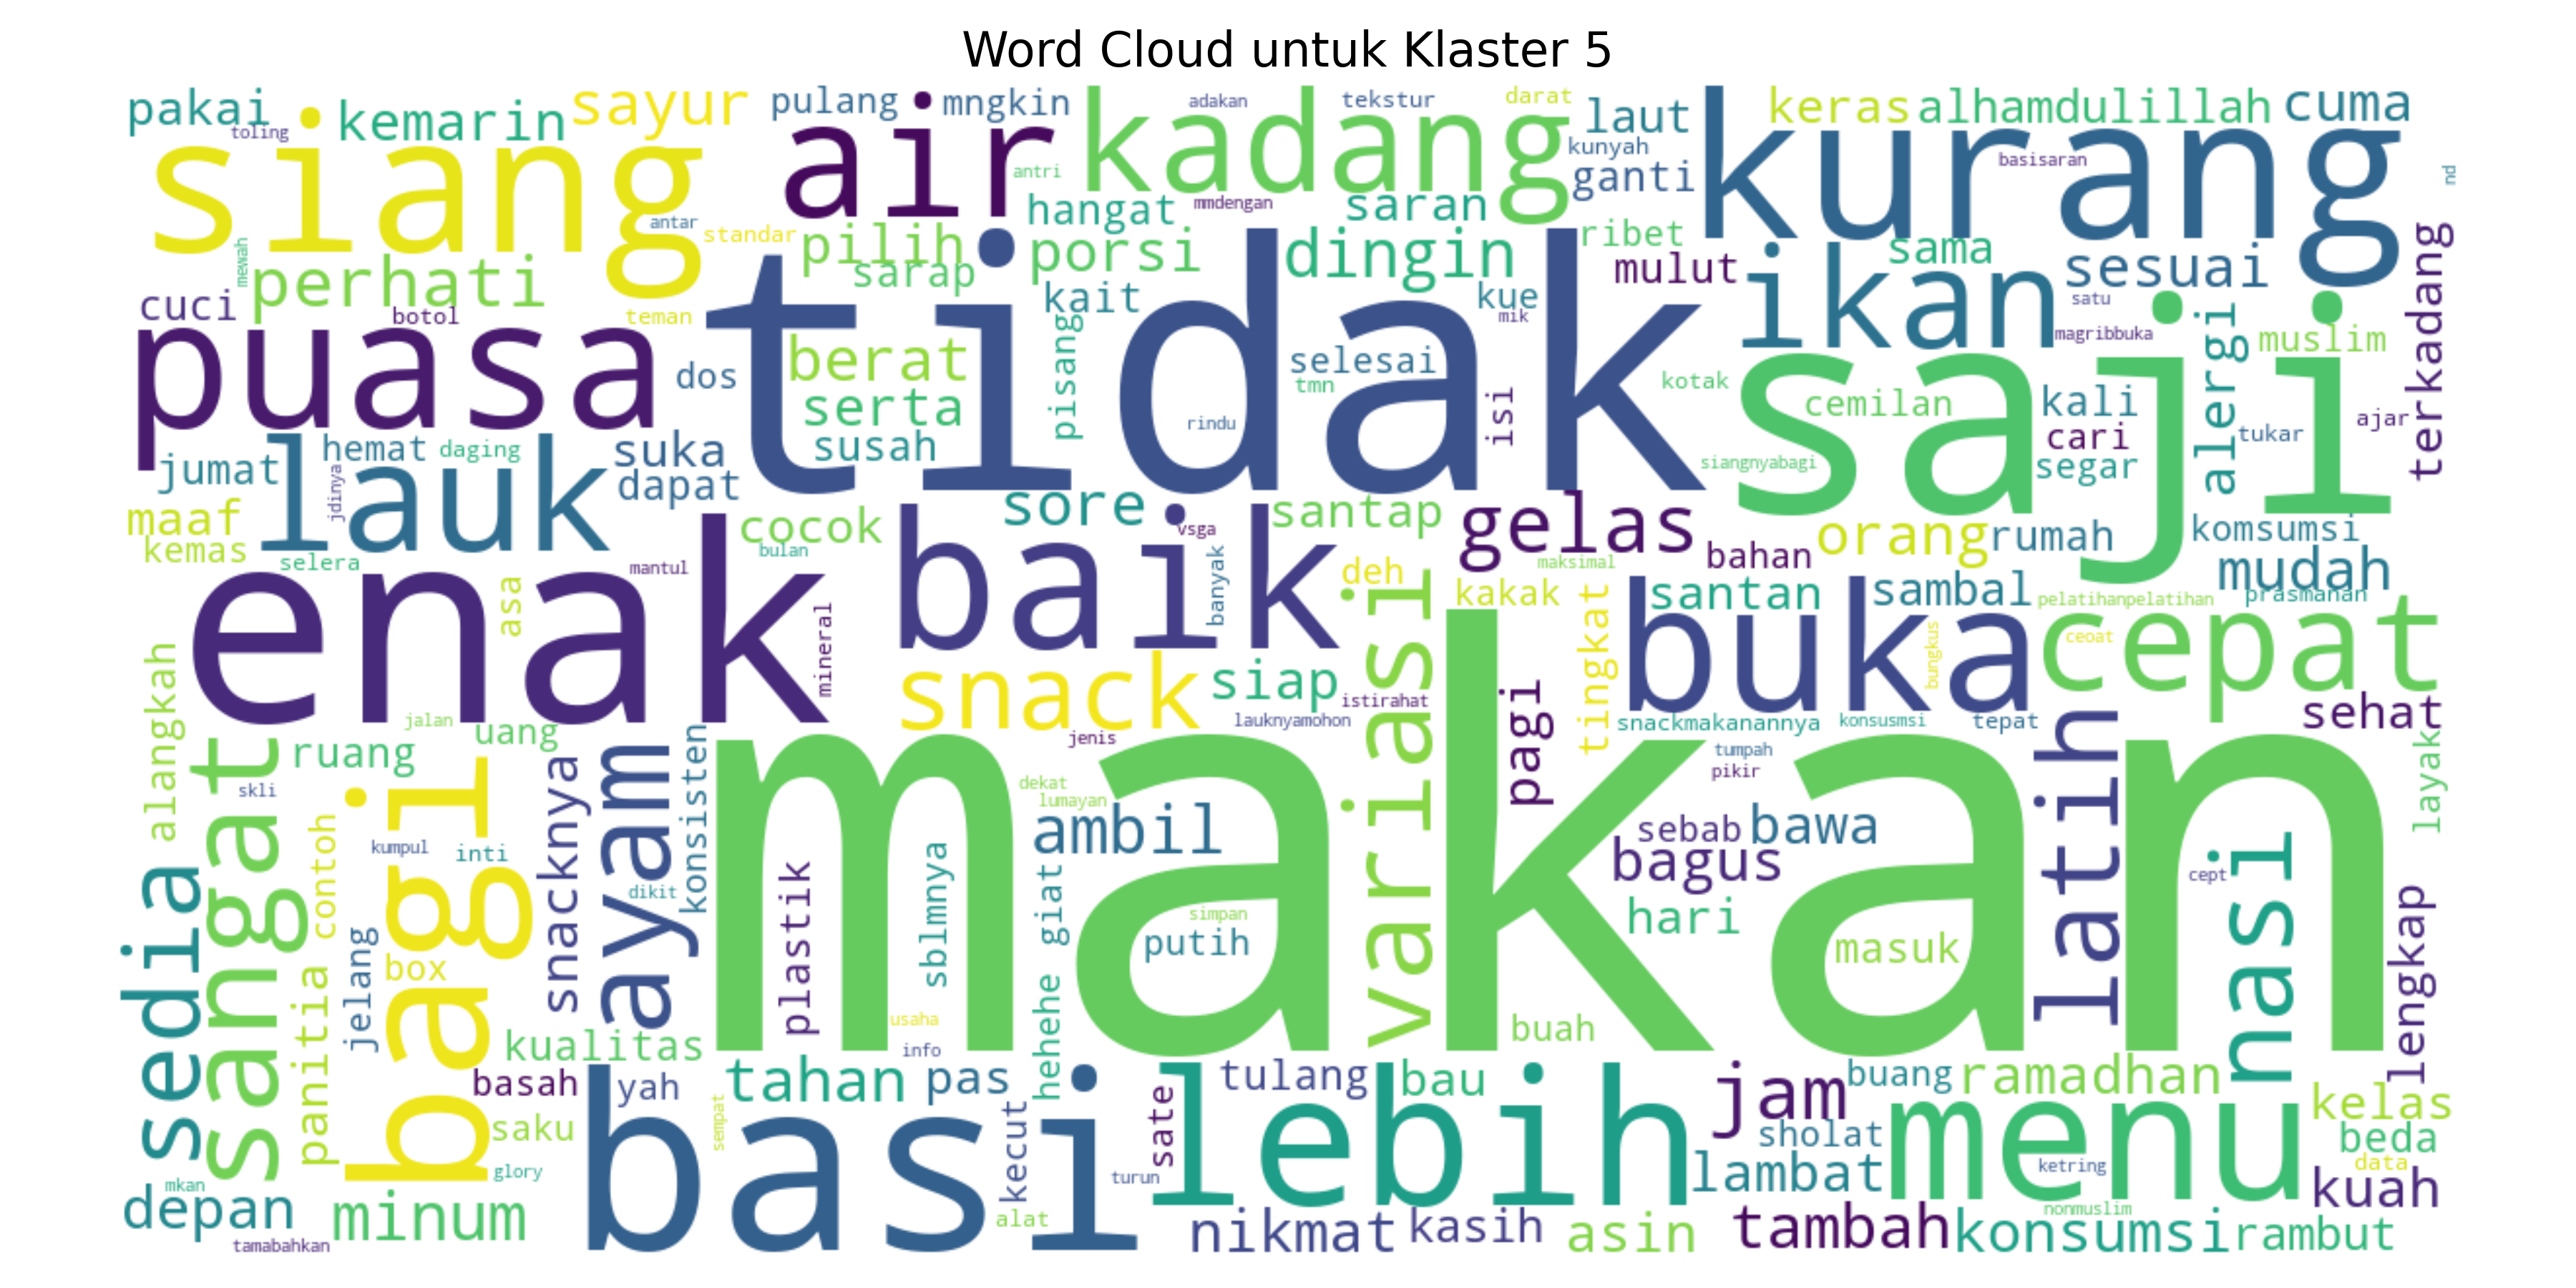 Word Cloud untuk Klaster 5
pakai
toling
kemarin
sayur
pulang
mngkin
adakan
tekstur
darat
laut
keras
alhamdulillah
cuma
siang
air
kadang
kurang
antri
kunyah
ganti
basisaran
nd
antar
standar
hangat
mmdengan
saran
mewah
perhati
pilih
sarap
porsi
dingin
ribet
mulut
ikan
sama
sesuai
terkadang
cuci
botol
teman
kait
kue
mik
satu
magribbuka
alergi
muslim
puasa
tidak
saji
dos
berat
serta
susah
pisang
selesai
tmn
rindu
isi
kotak
cemilan
kali
cari
segar
siangnyabagi
tukar
ajar
jumat
lauk
hemat
daging
jdinya
suka
dapat
maaf
kemas
selera
cocok
bulan
sore
santap
gelas
bahan
maksimal
orang
rumah
komsumsi
mudah
prasmanan
enak
asa
mantul
mineral
baik
vsga
banyak
deh
kakak
tingkat
santan
sambal
pelatihanpelatihan
buka
bungkus
ceoat
cepat
alangkah
snack
siap
istirahat
lauknyamohon
variasi
pagi
snackmakanannya
konsusmsi
tepat
sehat
jalan
uang
ruang
jenis
makan
tumpah
pikir
latih
layak
sedia
sangat
skli
contoh
bagi
kumpul
inti
snacknya
ayam
dikit
konsisten
dekat
lumayan
ambil
sebab
bawa
bagus
hari
masuk
cept
nasi
lengkap
panitia
jelang
box
plastik
sblmnya
giat
simpan
putih
usaha
info
buah
kualitas
hehehe
basah
yah
tahan
pas
tulang
bau
jam
buang
ramadhan
kelas
beda
saku
glory
basi
sempat
kecut
sate
lebih
sholat
lambat
menu
ketring
data
mkan
depan
minum
turun
alat
kuah
tamabahkan
nikmat
kasih
asin
tambah
nonmuslim
konsumsi
rambut